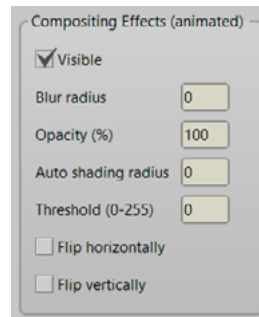 Compositing Effects (animated)
Visible
Blur radius 0
Opacity (%) 100
Auto shading radius 0
Threshold (0-255) 0
Flip horizontally
Flip vertically